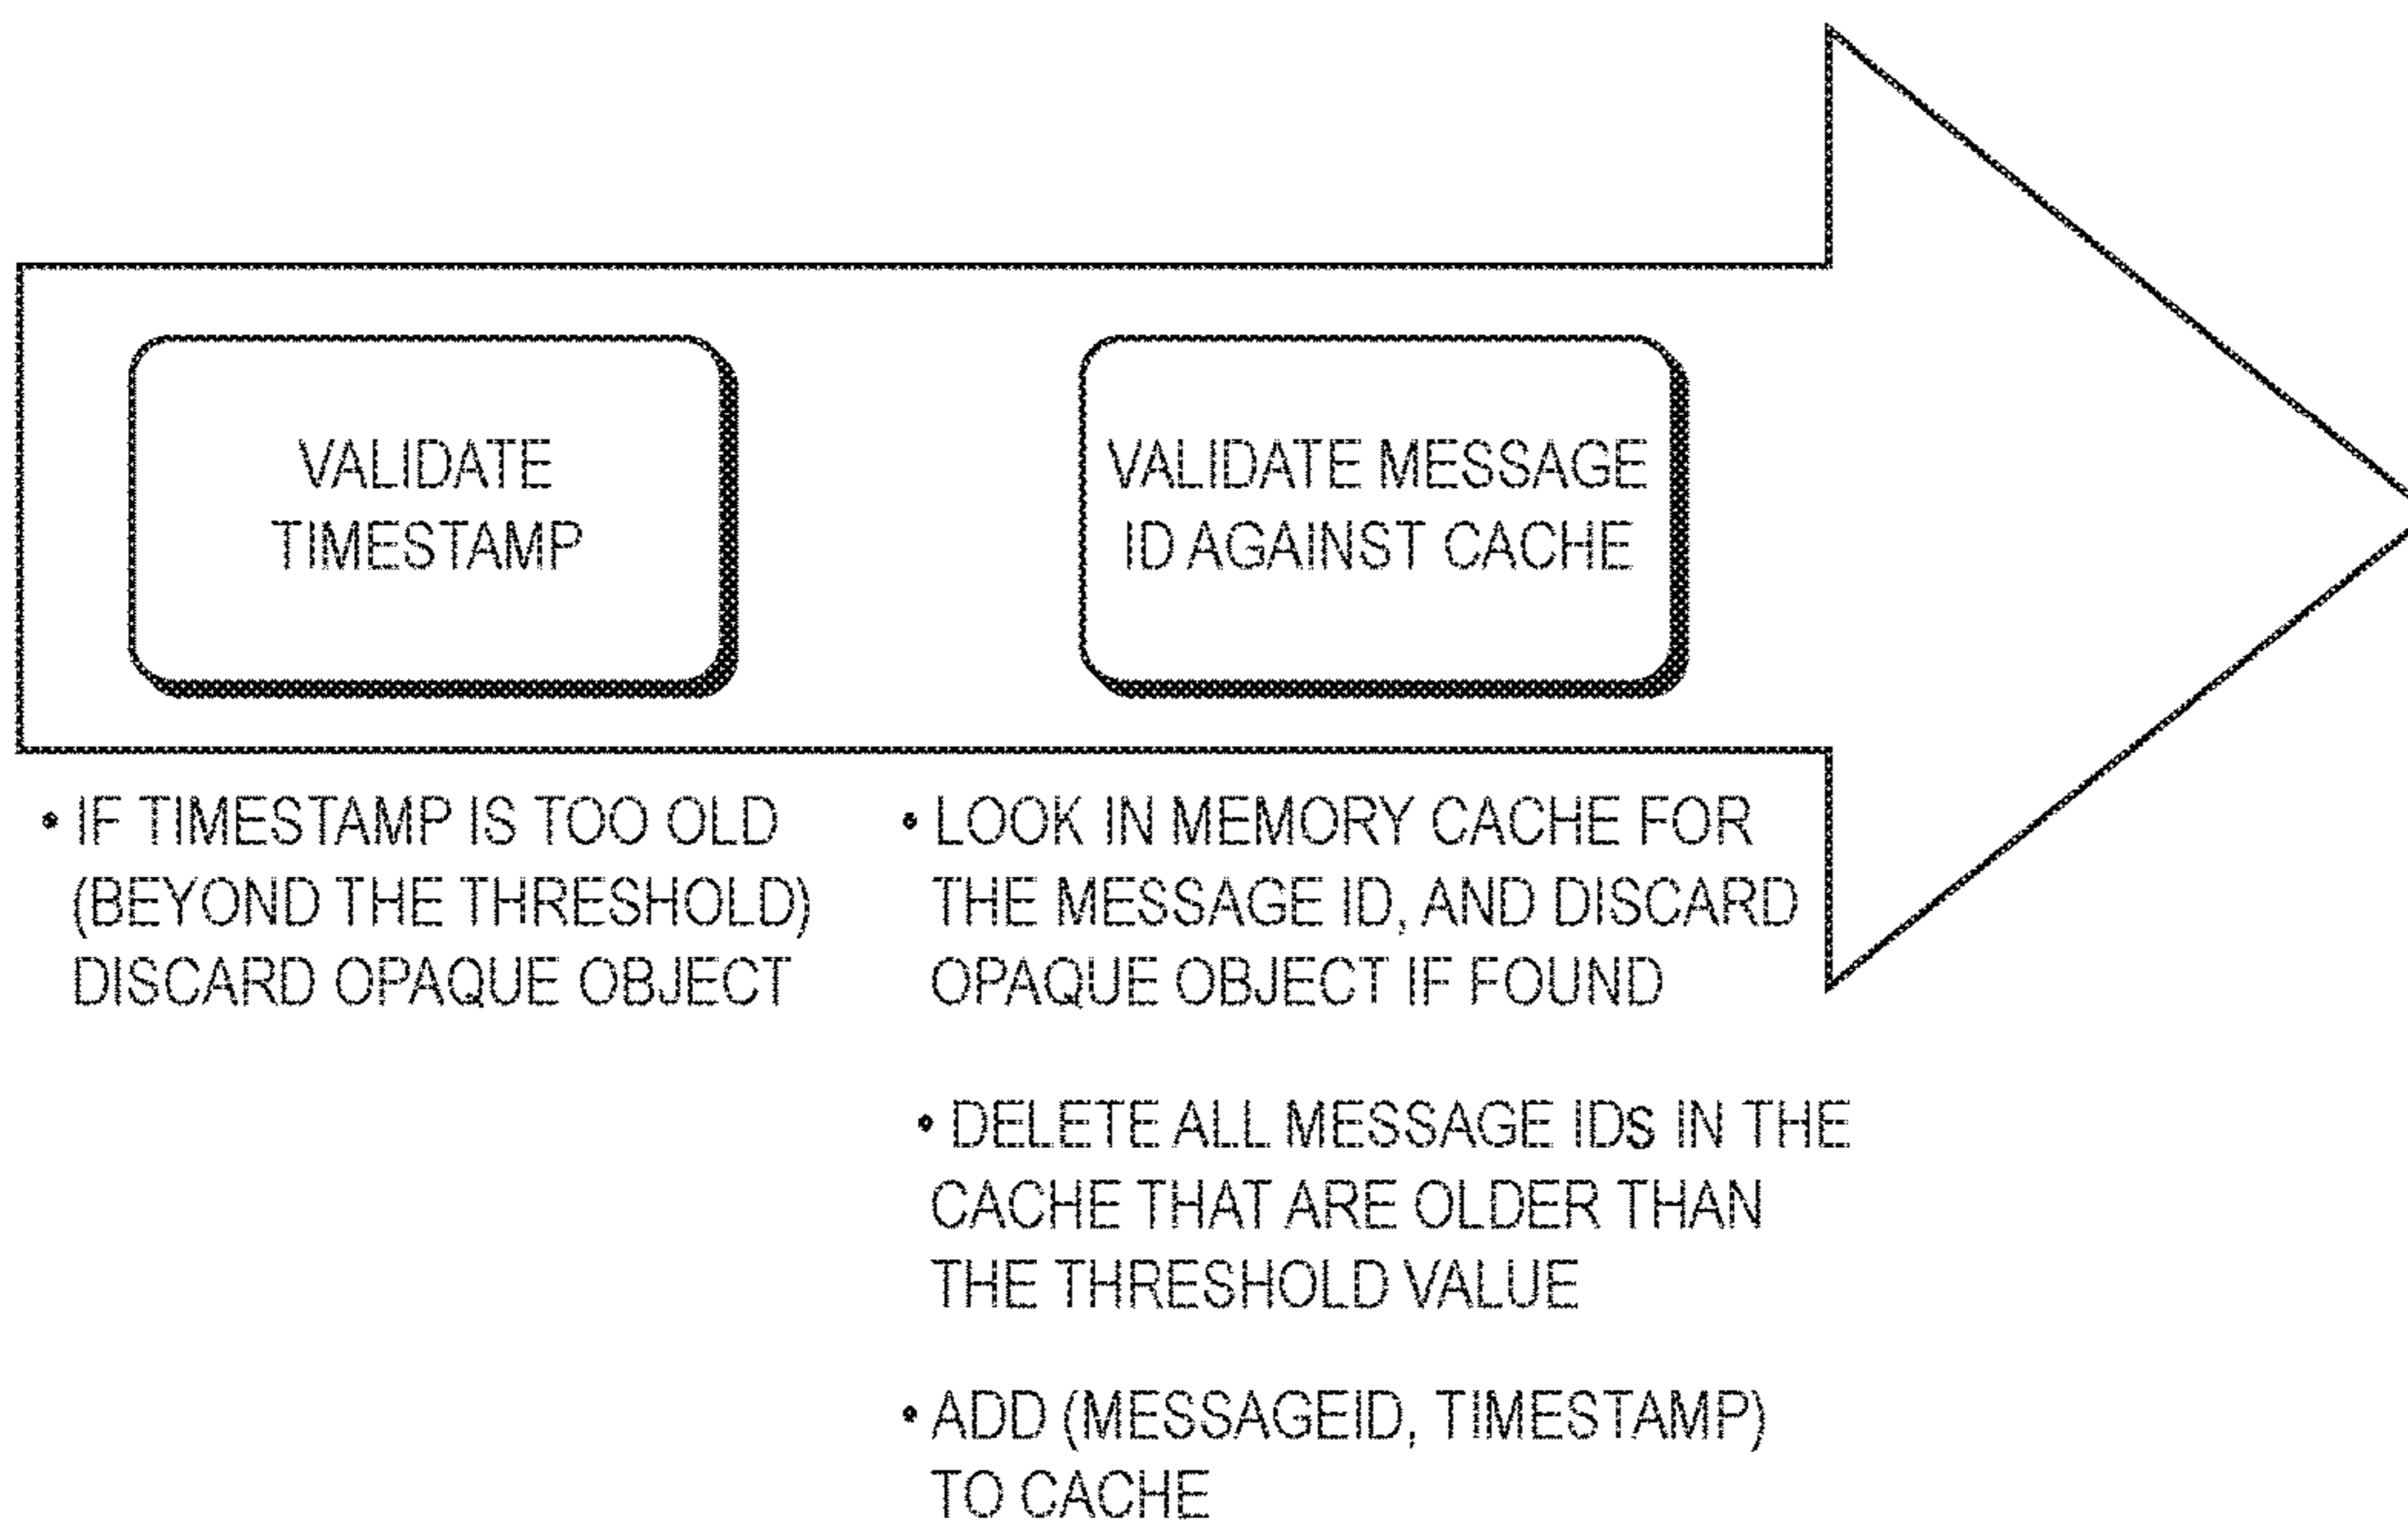 VALIDATE
TIMESTAMP
VALIDATE MESSAGE
ID AGAINST CACHE
• IF TIMESTAMP IS TOO OLD
(BEYOND THE THRESHOLD)
DISCARD OPAQUE OBJECT
• LOOK IN MEMORY CACHE FOR
THE MESSAGE ID, AND DISCARD
OPAQUE OBJECT IF FOUND
• DELETE ALL MESSAGE IDs IN THE
CACHE THAT ARE OLDER THAN
THE THRESHOLD VALUE
• ADD (MESSAGEID, TIMESTAMP)
TO CACHE